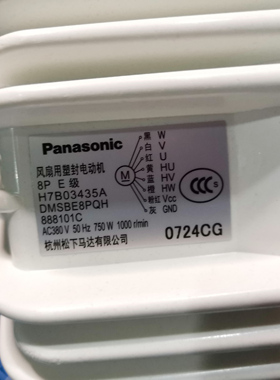 Panasonic
风扇用塑封电动机
8P E 级
H7B03435A
DMSBE8PQH
888101C
AC380 V 50 Hz 750 W 1000 r/min
杭州松下马达有限公司
M
黑 W
白 V
红 U
黄 HU
蓝 HV
橙 HW
粉红 Vcc
灰 GND
CCC S
0724CG